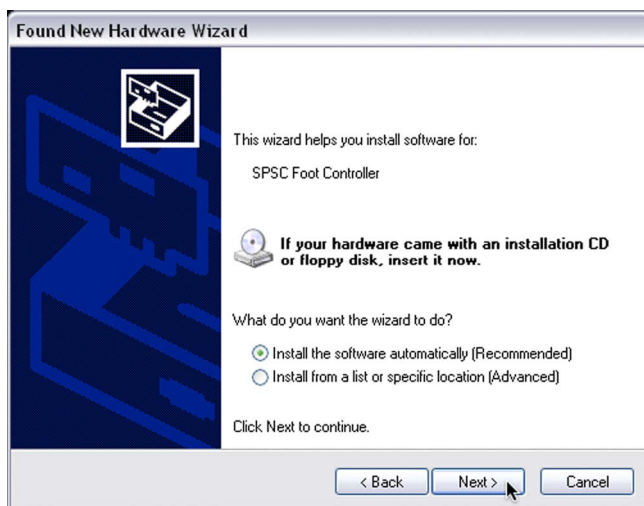 Found New Hardware Wizard
This wizard helps you install software for:
SPSC Foot Controller
If your hardware came with an installation CD
or floppy disk, insert it now.
What do you want the wizard to do?
Install the software automatically (Recommended)
Install from a list or specific location (Advanced)
Click Next to continue.
< Back Next > Cancel